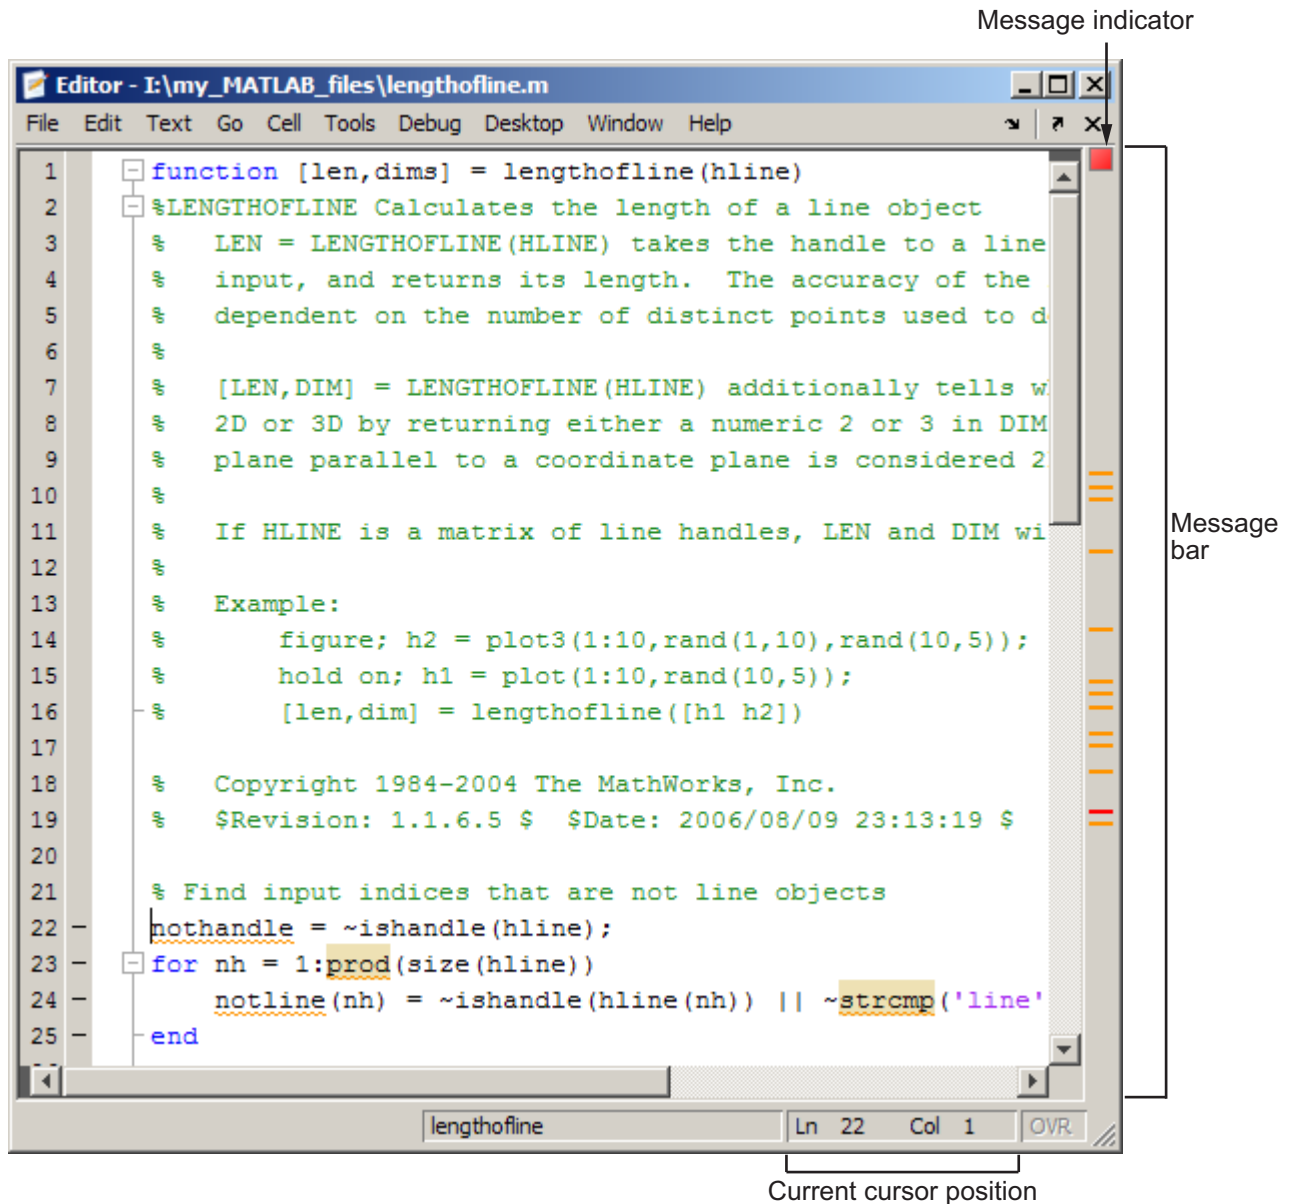 Message indicator
Editor - I:\my_MATLAB_files\lengthofline.m
File Edit Text Go Cell Tools Debug Desktop Window Help
1 function [len,dims] = lengthofline(hline)
2 %LENGTHOFLINE Calculates the length of a line object
3 %   LEN = LENGTHOFLINE(HLINE) takes the handle to a line
4 %   input, and returns its length.  The accuracy of the
5 %   dependent on the number of distinct points used to d
6 %
7 %   [LEN,DIM] = LENGTHOFLINE(HLINE) additionally tells w
8 %   2D or 3D by returning either a numeric 2 or 3 in DIM
9 %   plane parallel to a coordinate plane is considered 2
10 %
11 %   If HLINE is a matrix of line handles, LEN and DIM wi
12 %
13 %   Example:
14 %       figure; h2 = plot3(1:10,rand(1,10),rand(10,5));
15 %       hold on; h1 = plot(1:10,rand(10,5));
16 %       [len,dim] = lengthofline([h1 h2])
17
18 %   Copyright 1984-2004 The MathWorks, Inc.
19 %   $Revision: 1.1.6.5 $  $Date: 2006/08/09 23:13:19 $
20
21 % Find input indices that are not line objects
22 – nothandle = ~ishandle(hline);
23 – for nh = 1:prod(size(hline))
24 –     notline(nh) = ~ishandle(hline(nh)) || ~strcmp('line'
25 – end
Message
bar
lengthofline Ln 22 Col 1 OVR
Current cursor position